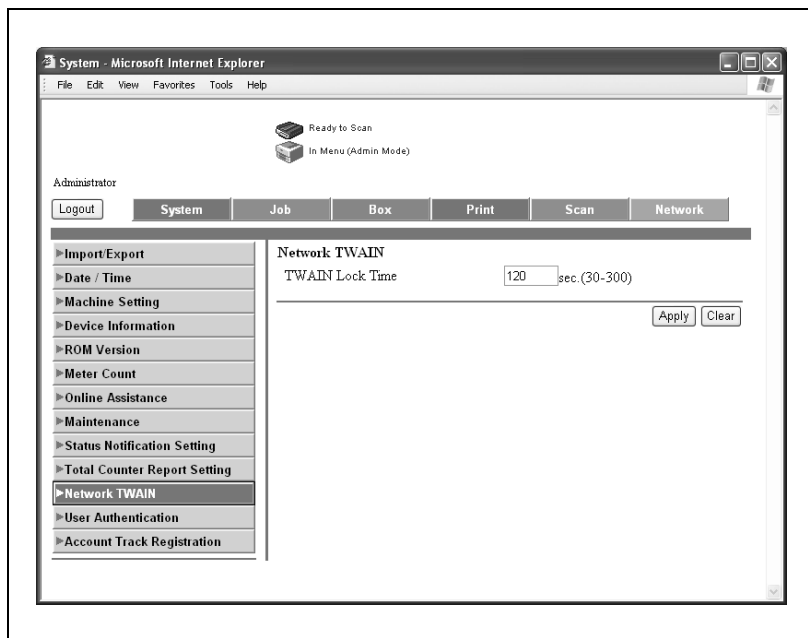 System - Microsoft Internet Explorer
File Edit View Favorites Tools Help
Ready to Scan
In Menu (Admin Mode)
Administrator
Logout System Job Box Print Scan Network
Import/Export
Date / Time
Machine Setting
Device Information
ROM Version
Meter Count
Online Assistance
Maintenance
Status Notification Setting
Total Counter Report Setting
Network TWAIN
User Authentication
Account Track Registration
Network TWAIN
TWAIN Lock Time 120 sec.(30-300)
Apply Clear